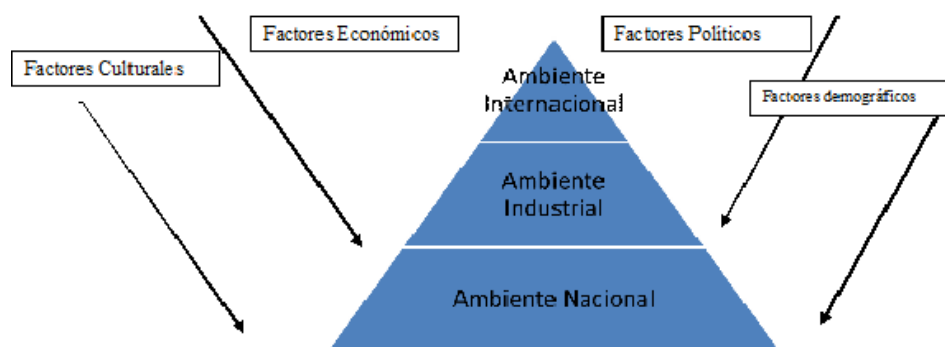 Factores Económicos
Factores Políticos
Factores Culturales
Ambiente
Internacional
Factores demográficos
Ambiente
Industrial
Ambiente Nacional